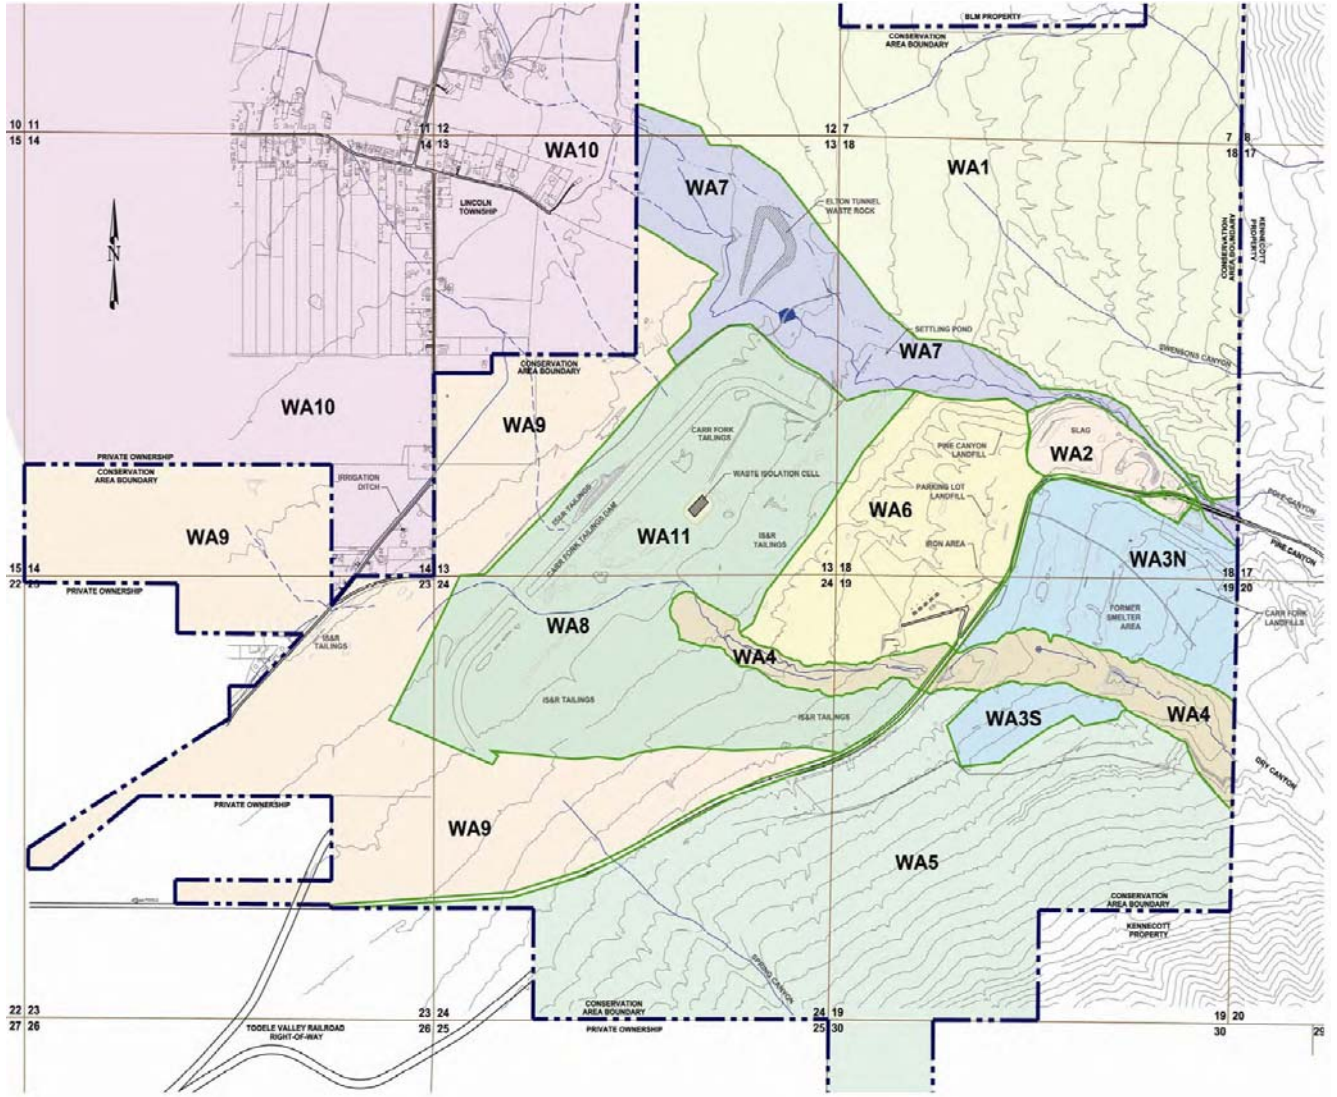 BLM PROPERTY
CONSERVATION
AREA BOUNDARY
10 11
15 14
11 12
14 13
12 7
13 18
7 8
18 17
WA10
WA1
WA7
LINCOLN
TOWNSHIP
ELTON TUNNEL
WASTE ROCK
CONSERVATION
AREA BOUNDARY
KENNECOTT
PROPERTY
N
SETTLING POND
WA7
SWENSONS CANYON
CONSERVATION
AREA BOUNDARY
WA10
WA9
CARR FORK
TAILINGS
SLAG
PINE CANYON
LANDFILL
WA2
PRIVATE OWNERSHIP
CONSERVATION
AREA BOUNDARY
IRRIGATION
DITCH
WASTE ISOLATION CELL
IS&R TAILINGS
PARKING LOT
LANDFILL
POLE CANYON
WA6
WA9
WA11
CARR FORK TAILINGS DAM
IS&R
TAILINGS
IRON AREA
PINE CANYON
WA3N
15 14
22 23
14 13
23 24
13 18
24 19
18 17
19 20
PRIVATE OWNERSHIP
FORMER
SMELTER
AREA
CARR FORK
LANDFILLS
IS&R
TAILINGS
WA8
WA4
IS&R TAILINGS
IS&R TAILINGS
WA3S
WA4
DRY CANYON
PRIVATE OWNERSHIP
WA9
WA5
CONSERVATION
AREA BOUNDARY
KENNECOTT
PROPERTY
SPRING CANYON
22 23
27 26
23 24
26 25
CONSERVATION
AREA BOUNDARY
PRIVATE OWNERSHIP
24 19
25 30
19 20
30
29
TOOELE VALLEY RAILROAD
RIGHT-OF-WAY